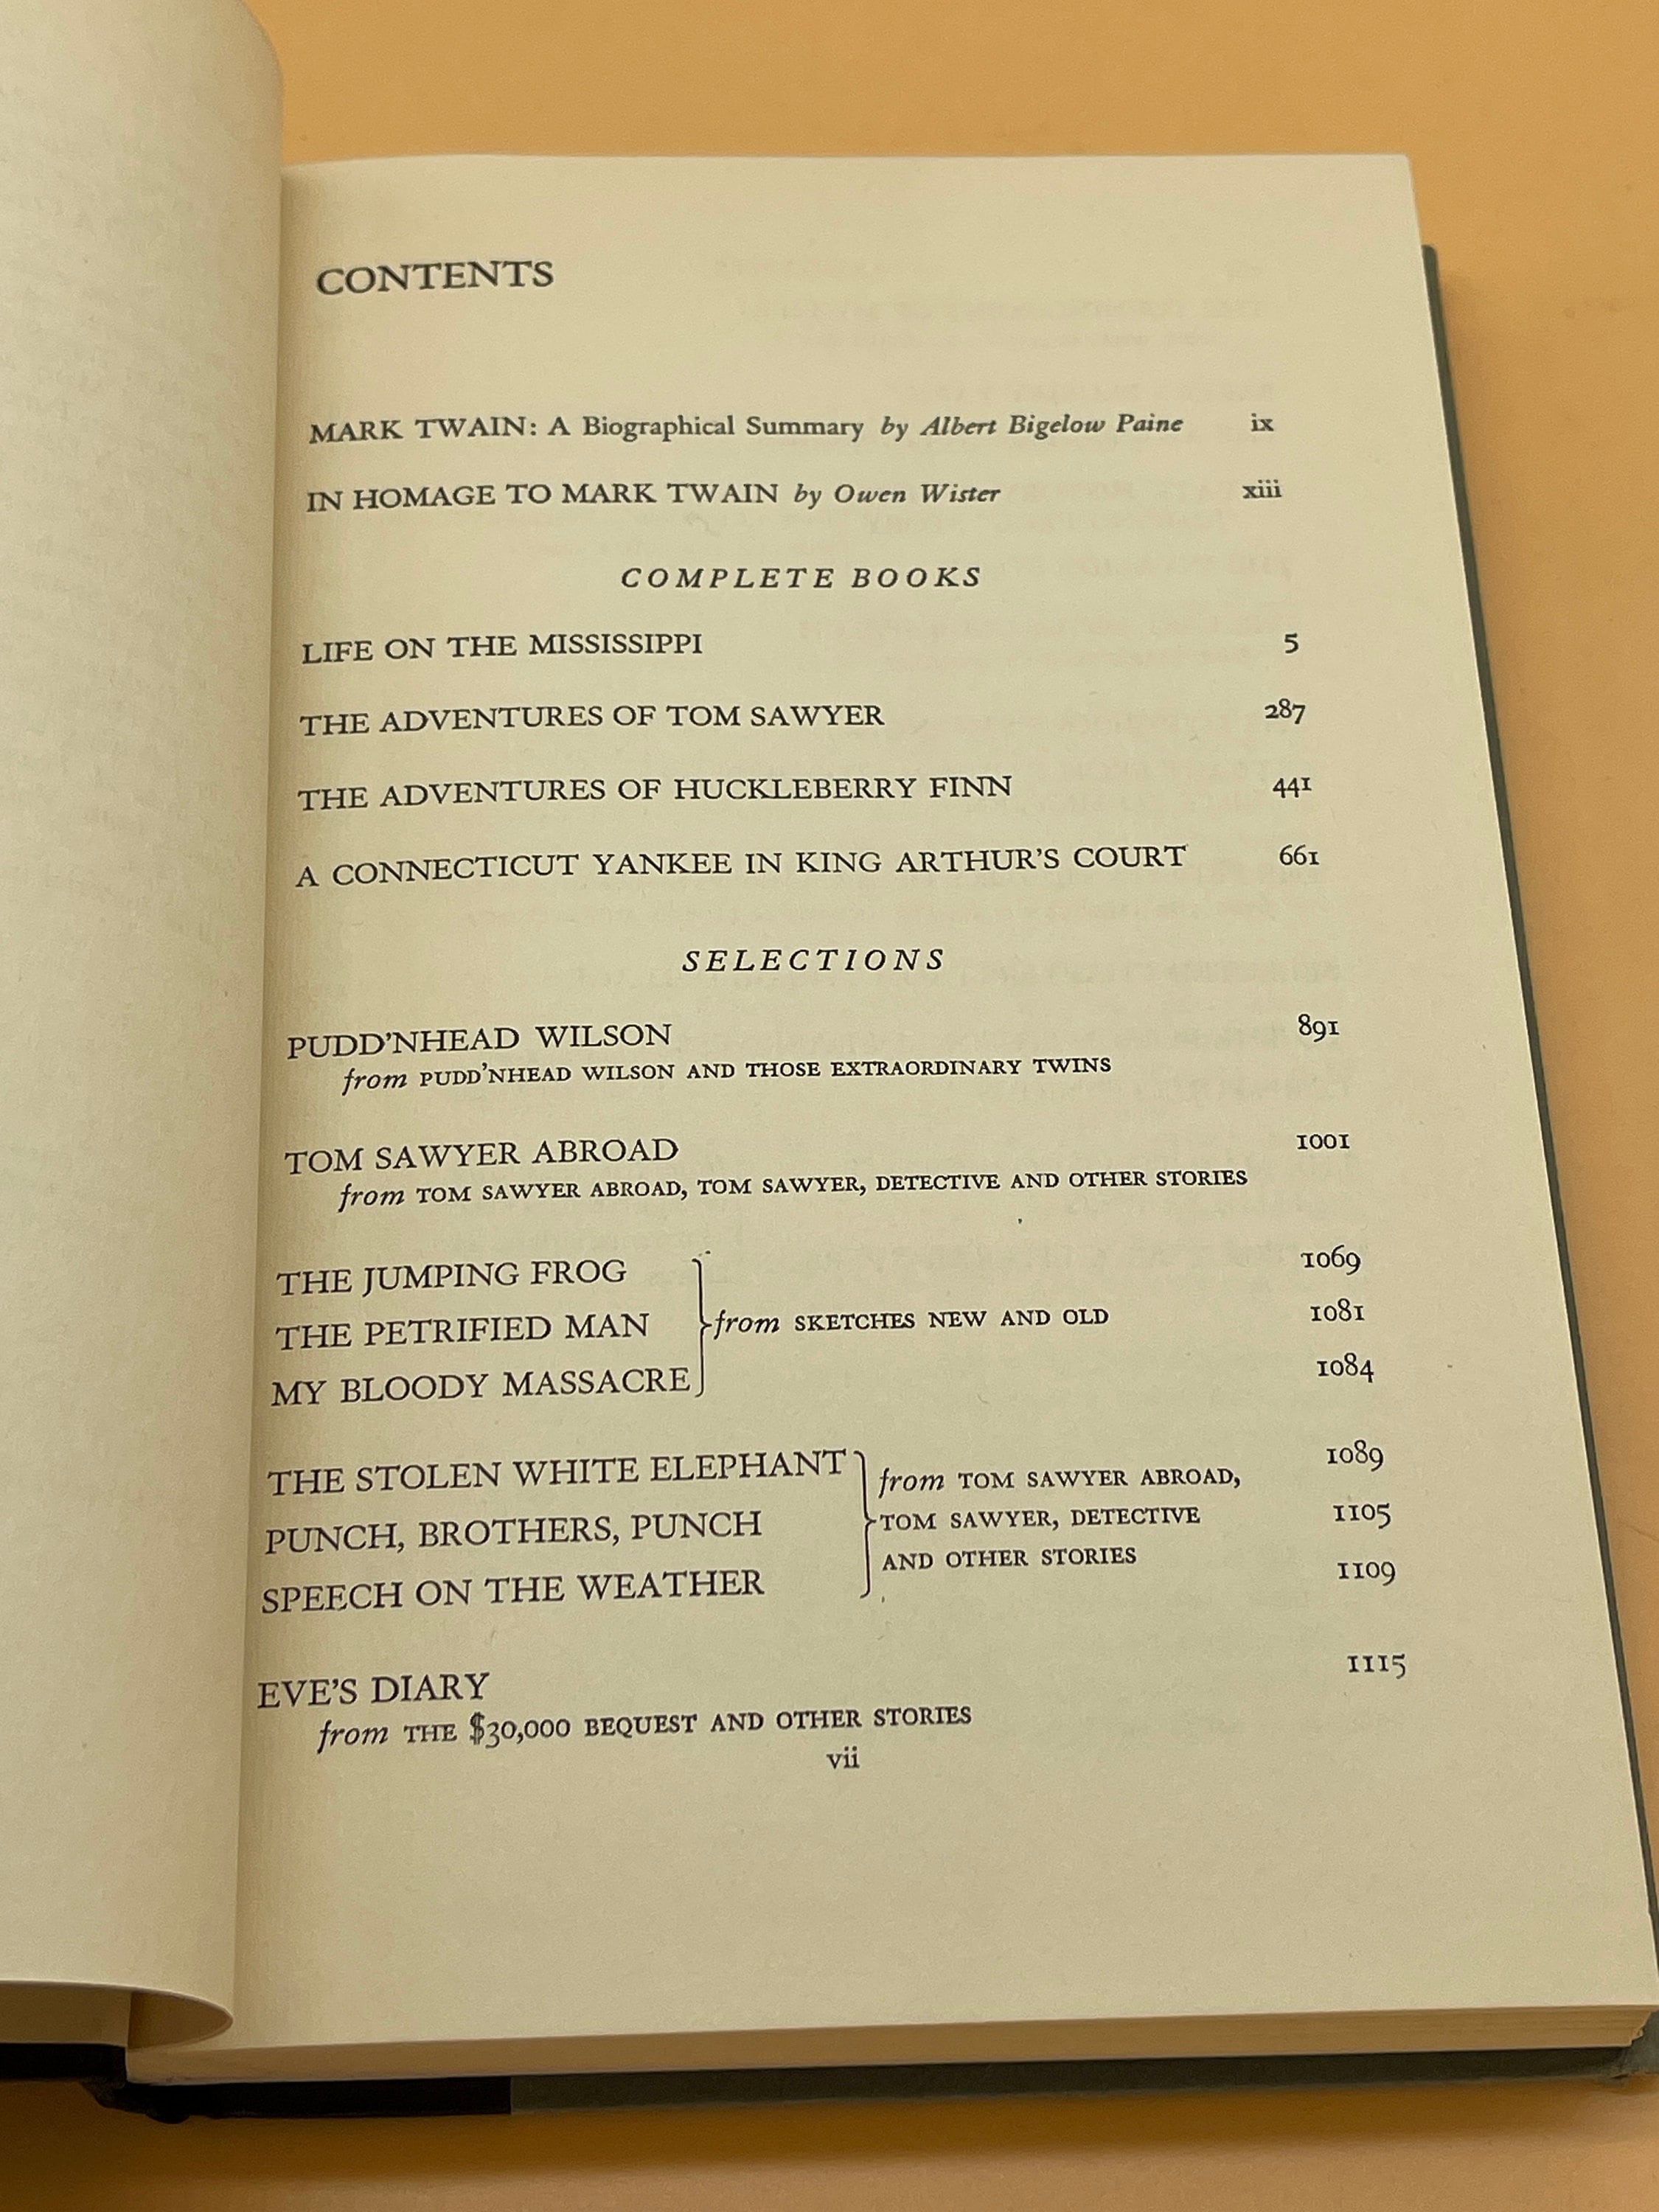 CONTENTS
MARK TWAIN: A Biographical Summary by Albert Bigelow Paine ix
IN HOMAGE TO MARK TWAIN by Owen Wister xiii
COMPLETE BOOKS
LIFE ON THE MISSISSIPPI 5
THE ADVENTURES OF TOM SAWYER 287
THE ADVENTURES OF HUCKLEBERRY FINN 441
A CONNECTICUT YANKEE IN KING ARTHUR'S COURT 661
SELECTIONS
PUDD'NHEAD WILSON 891
from PUDD'NHEAD WILSON AND THOSE EXTRAORDINARY TWINS
TOM SAWYER ABROAD 1001
from TOM SAWYER ABROAD, TOM SAWYER, DETECTIVE AND OTHER STORIES
THE JUMPING FROG 1069
THE PETRIFIED MAN from SKETCHES NEW AND OLD 1081
MY BLOODY MASSACRE 1084
THE STOLEN WHITE ELEPHANT from TOM SAWYER ABROAD, 1089
PUNCH, BROTHERS, PUNCH TOM SAWYER, DETECTIVE 1105
SPEECH ON THE WEATHER AND OTHER STORIES 1109
EVE'S DIARY 1115
from THE $30,000 BEQUEST AND OTHER STORIES
vii